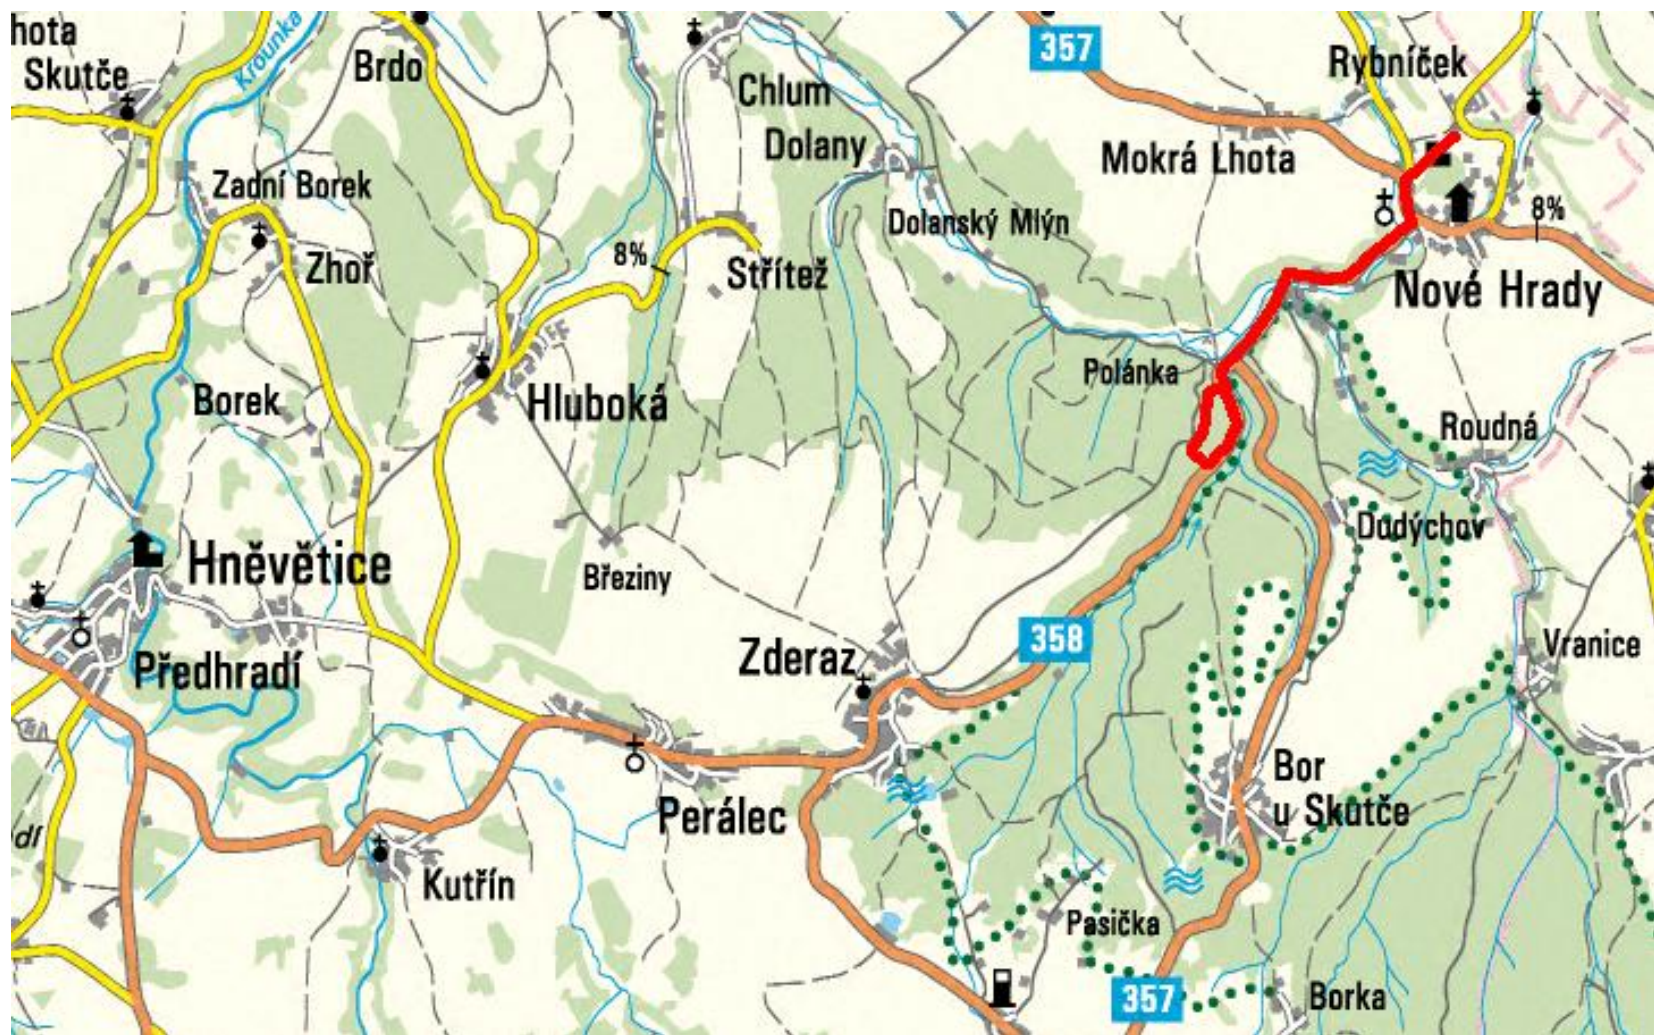 hota
Skutče
Krounka
Brdo
357
Rybníček
Chlum
Dolany
Mokrá Lhota
Zadní Borek
Dolanský Mlýn
8%
Zhoř
8%
Střítež
Nové Hrady
Polánka
Borek
Hluboká
Roudná
Dudýchov
Hněvětice
Březiny
358
Zderaz
Vranice
Předhradí
Bor
u Skutče
Perálec
Kutřín
Pasička
357
Borka